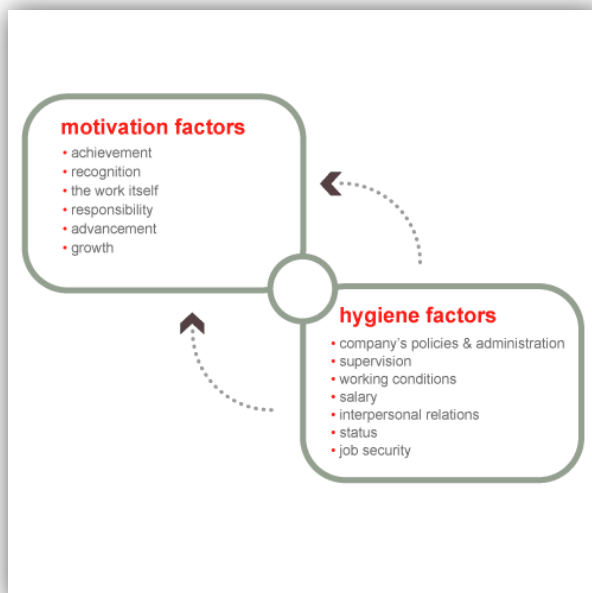 motivation factors
• achievement
• recognition
• the work itself
• responsibility
• advancement
• growth
hygiene factors
• company's policies & administration
• supervision
• working conditions
• salary
• interpersonal relations
• status
• job security